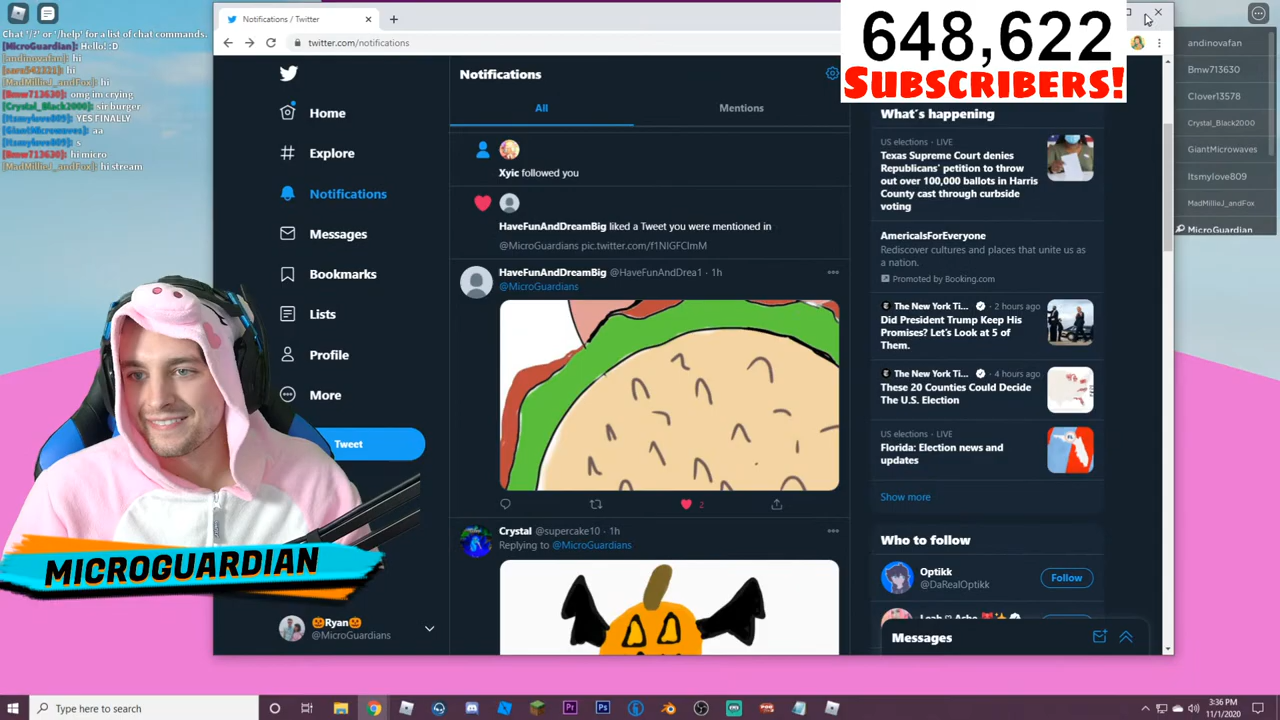 Chat '/?' or '/help' for a list of chat commands.
[MicroGuardian]: Hello! :D
[andinovafan]: hi
hi
[MadMillieJ_andFox]: hi
[Bmw713630]: omg im crying
[Crystal_Black2000]: sir burger
[Itsmylove809]: YES FINALLY
[GiantMicrowaves]: aa
[Itsmylove809]: s
[Bmw713630]: hi micro
[MadMillieJ_andFox]: hi stream
Notifications / Twitter
twitter.com/notifications
648,622
SUBSCRIBERS!
andinovafan
Bmw713630
Clover13578
Crystal_Black2000
GiantMicrowaves
Itsmylove809
MadMillieJ_andFox
MicroGuardian
Home
Explore
Notifications
Messages
Bookmarks
Lists
Profile
More
Tweet
🎃Ryan🎃
@MicroGuardians
Notifications
All
Mentions
Xyic followed you
HaveFunAndDreamBig liked a Tweet you were mentioned in
@MicroGuardians pic.twitter.com/f1NIGFCImM
HaveFunAndDreamBig @HaveFunAndDrea1 · 1h
@MicroGuardians
2
Crystal @supercake10 · 1h
Replying to @MicroGuardians
What's happening
US elections · LIVE
Texas Supreme Court denies
Republicans' petition to throw
out over 100,000 ballots in Harris
County cast through curbside
voting
AmericaIsForEveryone
Rediscover cultures and places that unite us as
a nation.
Promoted by Booking.com
The New York Ti... · 2 hours ago
Did President Trump Keep His
Promises? Let's Look at 5 of
Them.
The New York Ti... · 4 hours ago
These 20 Counties Could Decide
The U.S. Election
US elections · LIVE
Florida: Election news and
updates
Show more
Who to follow
Optikk
@DaRealOptikk
Follow
Messages
MICROGUARDIAN
Type here to search
3:36 PM
11/1/2020